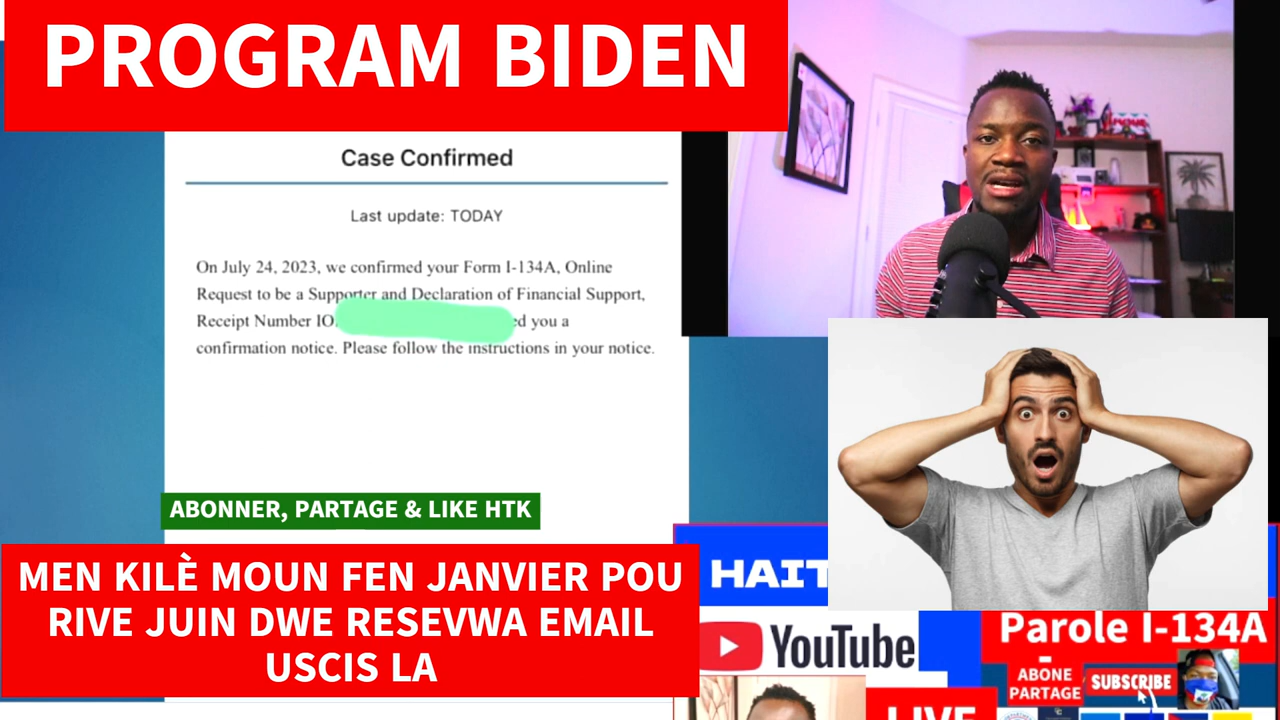 PROGRAM BIDEN
Case Confirmed
Last update: TODAY
On July 24, 2023, we confirmed your Form I-134A, Online
Request to be a Supporter and Declaration of Financial Support,
Receipt Number IO ed you a
confirmation notice. Please follow the instructions in your notice.
ABONNER, PARTAGE & LIKE HTK
MEN KILÈ MOUN FEN JANVIER POU
RIVE JUIN DWE RESEVWA EMAIL
USCIS LA
HAIT
YouTube
LIVE
Parole I-134A
ABONE
PARTAGE
SUBSCRIBE